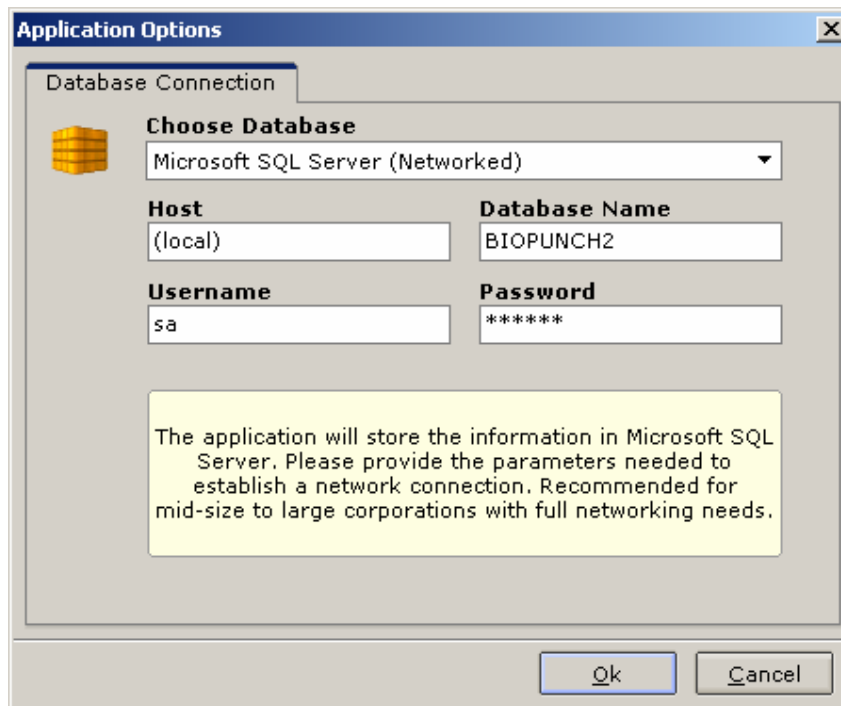 Application Options
Database Connection
Choose Database
Microsoft SQL Server (Networked)
Host
Database Name
(local)
BIOPUNCH2
Username
Password
sa
******
The application will store the information in Microsoft SQL
Server. Please provide the parameters needed to
establish a network connection. Recommended for
mid-size to large corporations with full networking needs.
Ok
Cancel